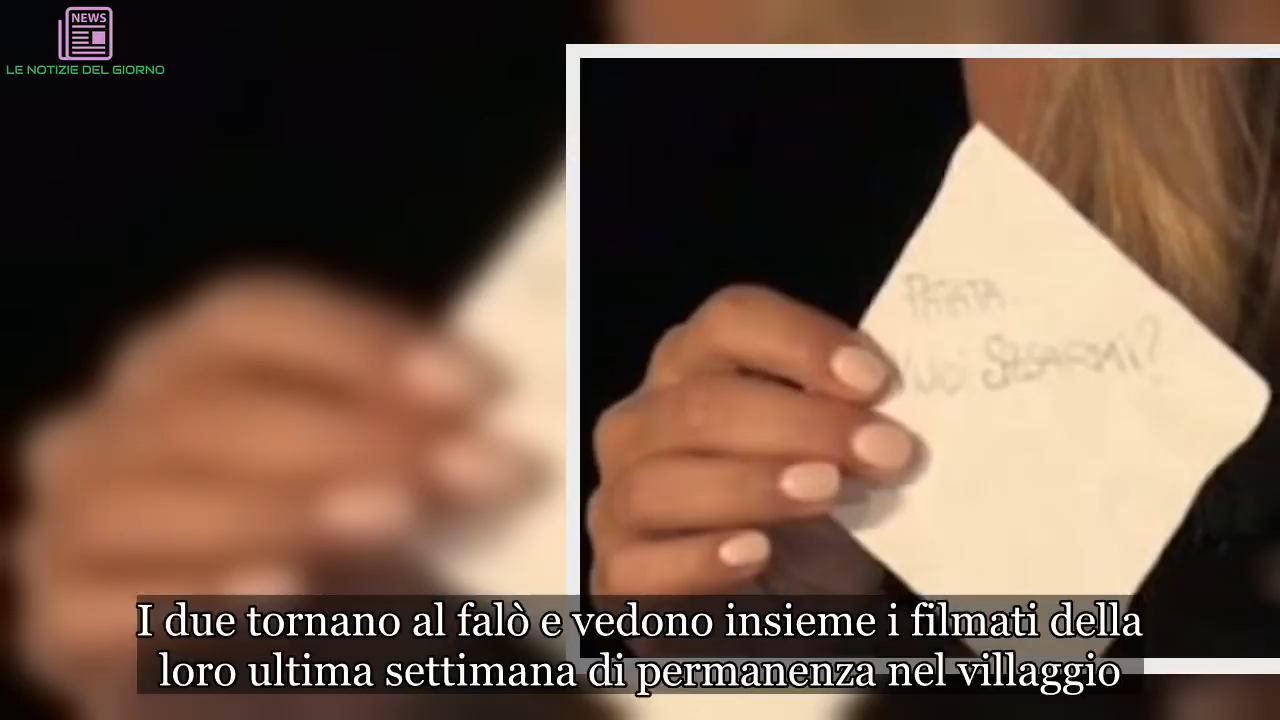 NEWS
LE NOTIZIE DEL GIORNO
PATATA
Vuoi SPOSARMI?
I due tornano al falò e vedono insieme i filmati della
loro ultima settimana di permanenza nel villaggio